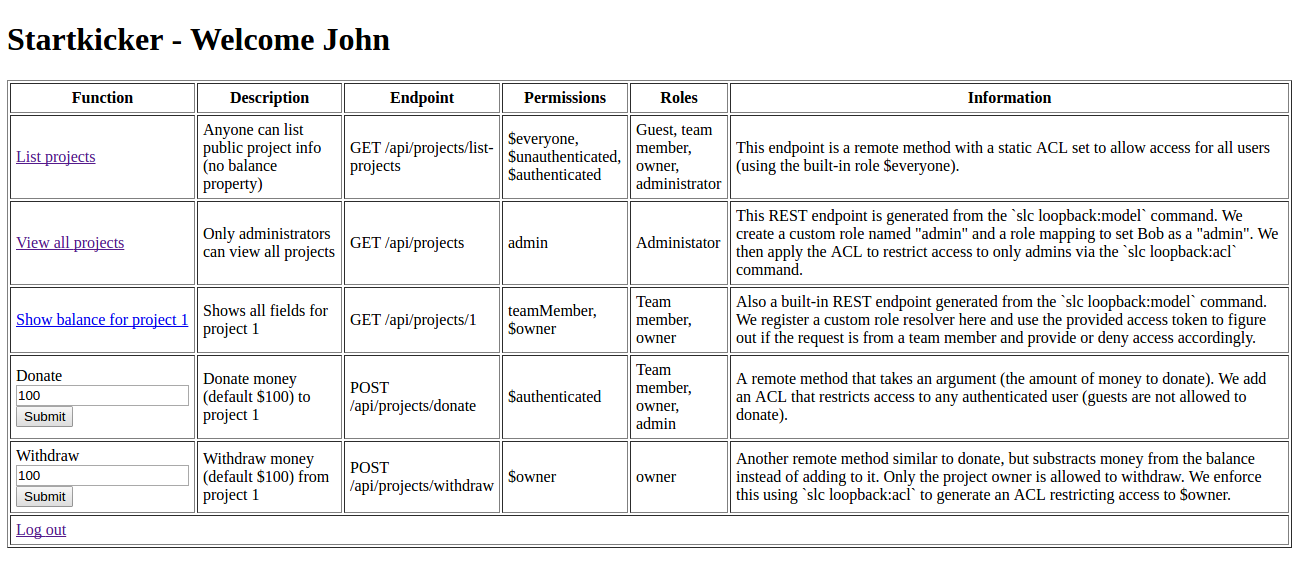 Startkicker - Welcome John
Function
Description
Endpoint
Permissions
Roles
Information
List projects
Anyone can list
public project info
(no balance
property)
GET /api/projects/list-
projects
$everyone,
$unauthenticated,
$authenticated
Guest, team
member,
owner,
administrator
This endpoint is a remote method with a static ACL set to allow access for all users
(using the built-in role $everyone).
View all projects
Only administrators
can view all projects
GET /api/projects
admin
Administator
This REST endpoint is generated from the `slc loopback:model` command. We
create a custom role named "admin" and a role mapping to set Bob as a "admin". We
then apply the ACL to restrict access to only admins via the `slc loopback:acl`
command.
Show balance for project 1
Shows all fields for
project 1
GET /api/projects/1
teamMember,
$owner
Team
member,
owner
Also a built-in REST endpoint generated from the `slc loopback:model` command.
We register a custom role resolver here and use the provided access token to figure
out if the request is from a team member and provide or deny access accordingly.
Donate
100
Submit
Donate money
(default $100) to
project 1
POST
/api/projects/donate
$authenticated
Team
member,
owner,
admin
A remote method that takes an argument (the amount of money to donate). We add
an ACL that restricts access to any authenticated user (guests are not allowed to
donate).
Withdraw
100
Submit
Withdraw money
(default $100) from
project 1
POST
/api/projects/withdraw
$owner
owner
Another remote method similar to donate, but substracts money from the balance
instead of adding to it. Only the project owner is allowed to withdraw. We enforce
this using `slc loopback:acl` to generate an ACL restricting access to $owner.
Log out